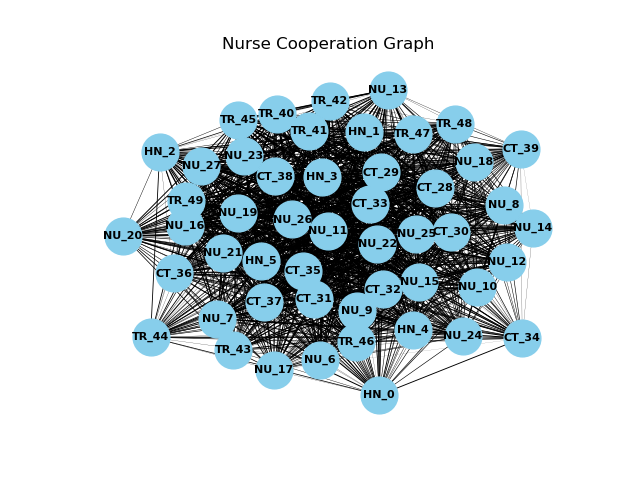 Nurse Cooperation Graph
NU_13
TR_42
TR_40
TR_45
TR_48
TR_41
HN_1
TR_47
CT_39
HN_2
NU_23
NU_18
NU_27
CT_29
CT_38
HN_3
CT_28
TR_49
CT_33
NU_8
NU_19
NU_26
NU_16
NU_14
NU_11
CT_30
NU_25
NU_20
NU_22
NU_21
HN_5
NU_12
CT_35
CT_36
NU_15
NU_10
CT_32
CT_31
CT_37
NU_9
NU_7
HN_4
NU_24
TR_44
CT_34
TR_46
TR_43
NU_6
NU_17
HN_0